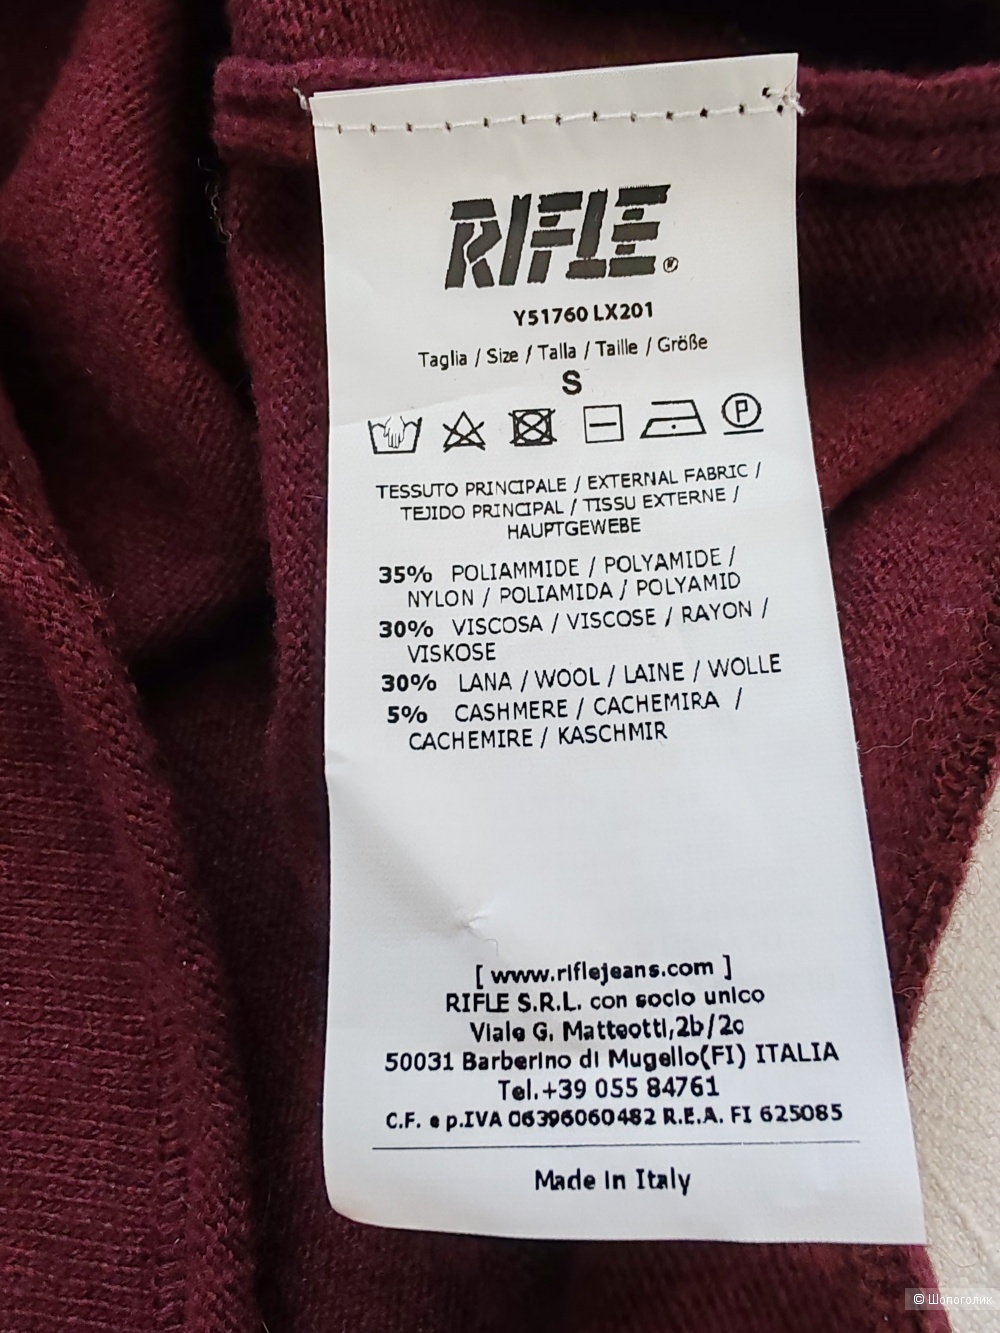 RIFLE®
Y51760 LX201
Taglia / Size / Talla / Taille / Größe
S
P
TESSUTO PRINCIPALE / EXTERNAL FABRIC /
TEJIDO PRINCIPAL / TISSU EXTERNE /
HAUPTGEWEBE
35% POLIAMMIDE / POLYAMIDE /
NYLON / POLIAMIDA / POLYAMID
30% VISCOSA / VISCOSE / RAYON /
VISKOSE
30% LANA / WOOL / LAINE / WOLLE
5% CASHMERE / CACHEMIRA /
CACHEMIRE / KASCHMIR
[ www.riflejeans.com ]
RIFLE S.R.L. con socio unico
Viale G. Matteotti,2b/2c
50031 Barberino di Mugello(FI) ITALIA
Tel.+39 055 84761
C.F. e p.IVA 06396060482 R.E.A. FI 625085
Made in Italy
© Шопоголик